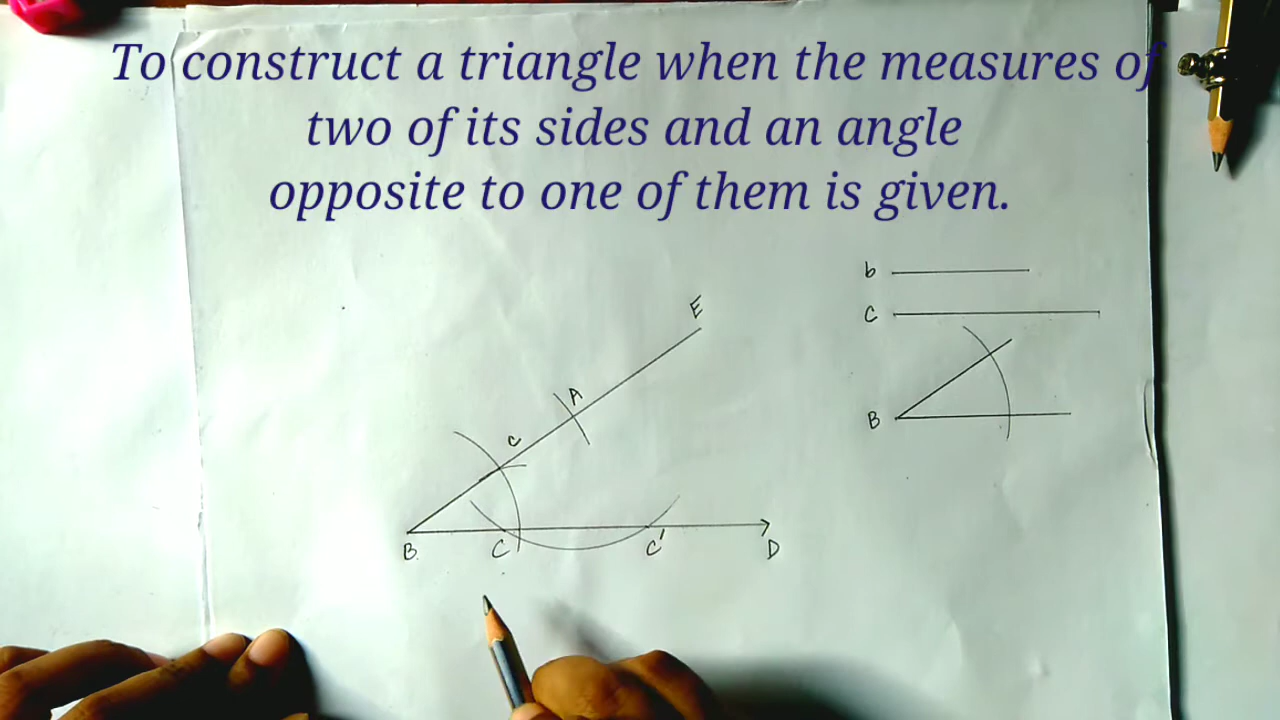 To construct a triangle when the measures of
two of its sides and an angle
opposite to one of them is given.
b
C
B
E
A
c
B.
C
C'
D